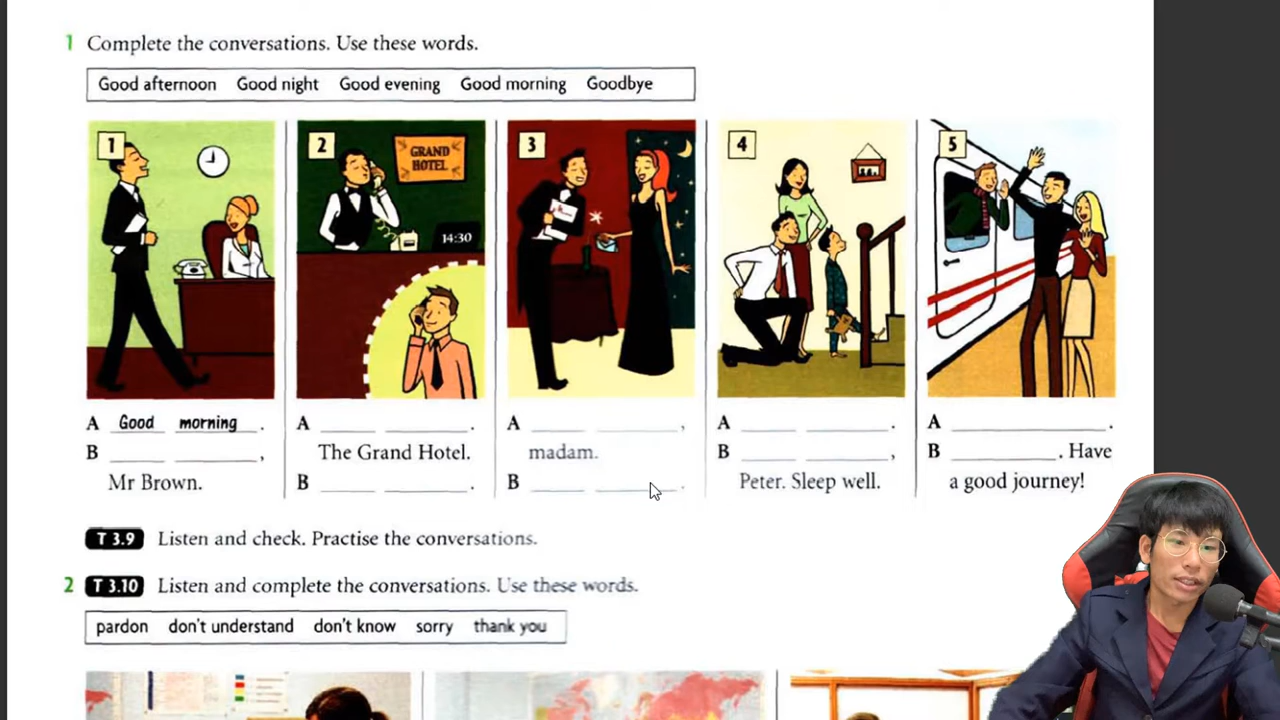 1 Complete the conversations. Use these words.
Good afternoon Good night Good evening Good morning Goodbye
1
2
GRAND
HOTEL
14:30
3
4
5
A Good morning .
B ,
Mr Brown.
A .
The Grand Hotel.
B .
A ,
madam.
B .
A .
B ,
Peter. Sleep well.
A .
B . Have
a good journey!
T 3.9 Listen and check. Practise the conversations.
2 T 3.10 Listen and complete the conversations. Use these words.
pardon don't understand don't know sorry thank you